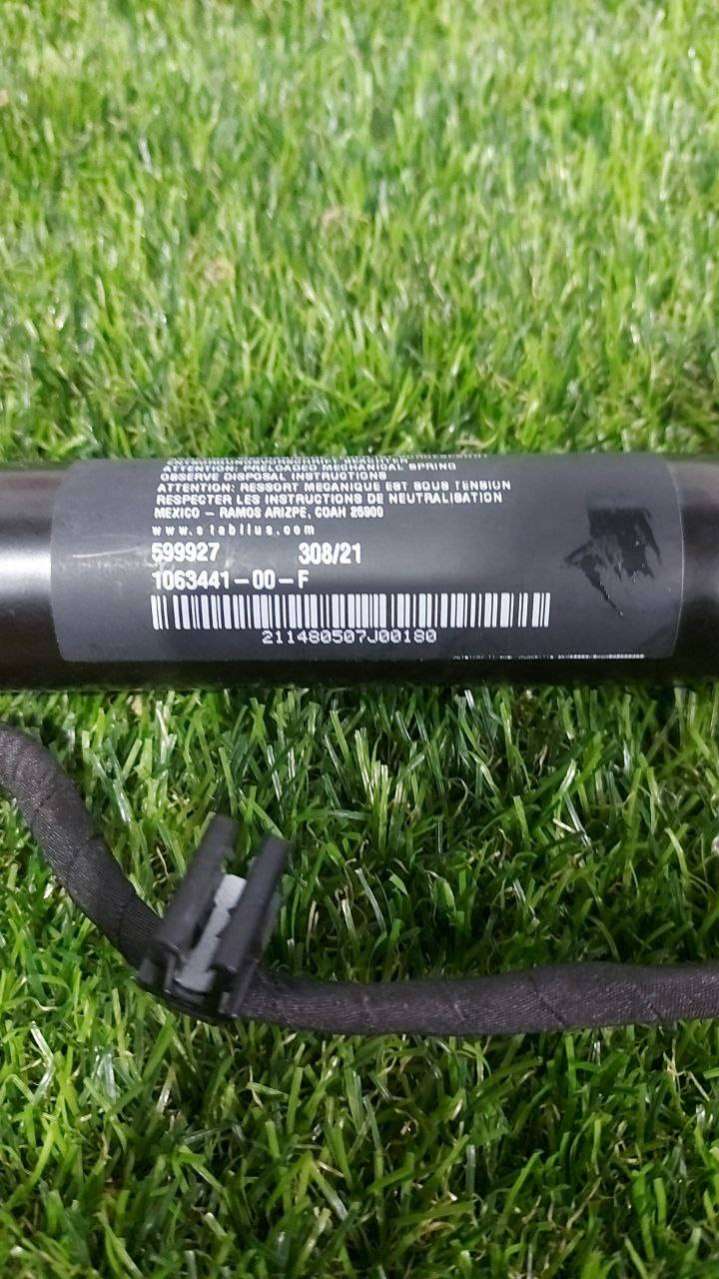 ATTENTION: PRELOADED MECHANICAL SPRING
OBSERVE DISPOSAL INSTRUCTIONS
ATTENTION: RESSORT MECANIQUE EST SOUS TENSION
RESPECTER LES INSTRUCTIONS DE NEUTRALISATION
MEXICO – RAMOS ARIZPE, COAH 25900
www.stabilus.com
599927 308/21
1063441-00-F
211480507J00180